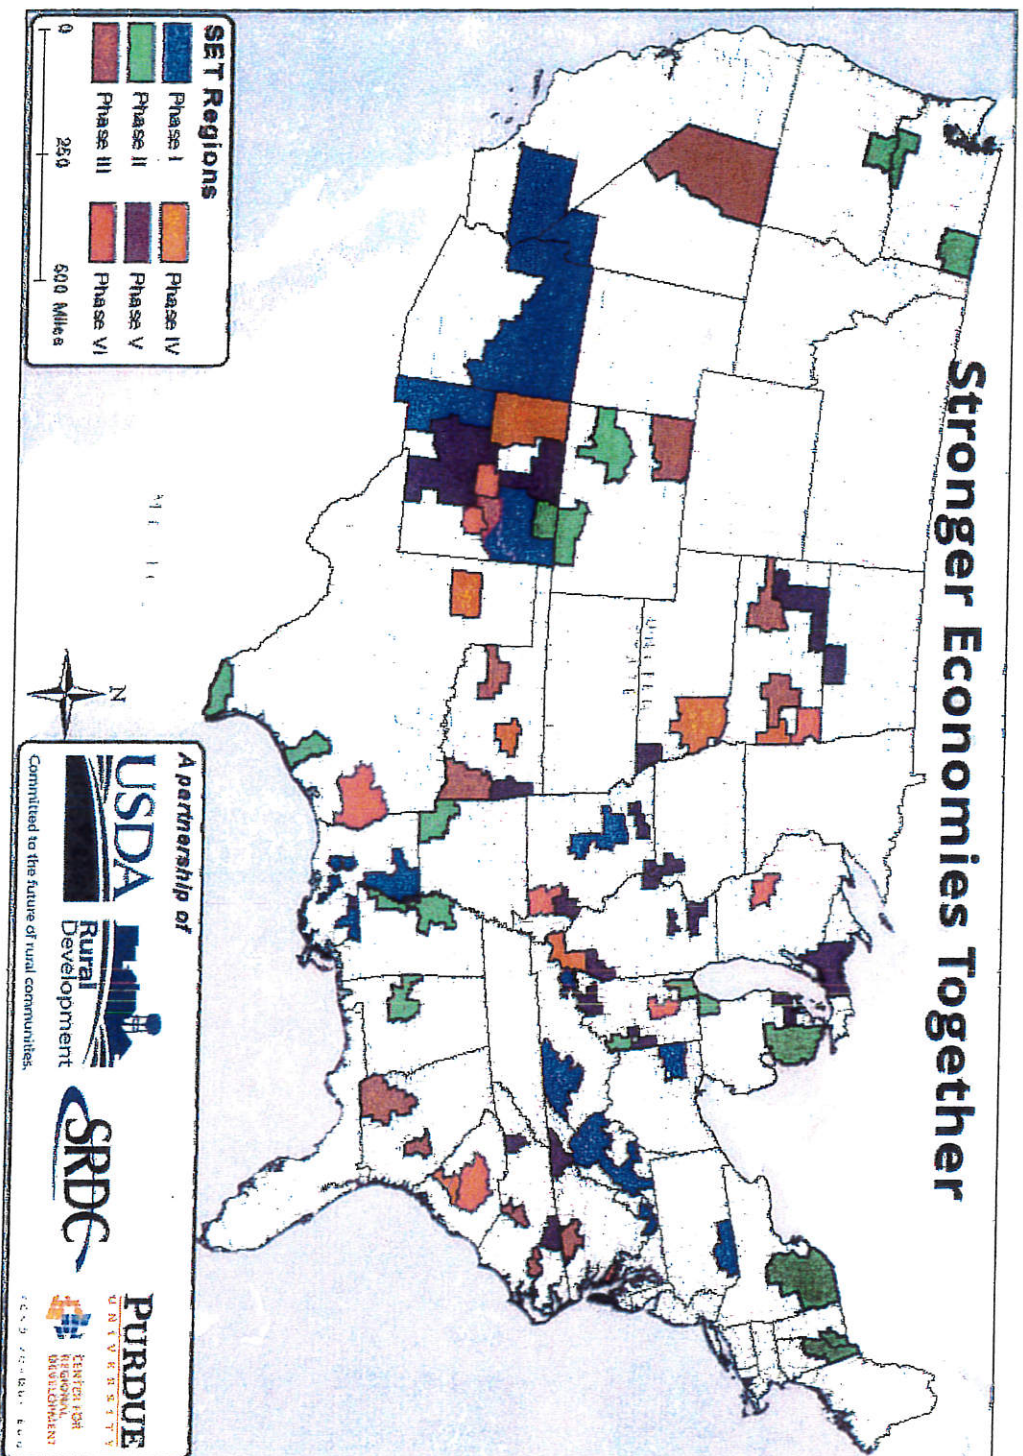 Stronger Economies Together
SET Regions
Phase I
Phase II
Phase III
Phase IV
Phase V
Phase VI
0 250 500 Miles
N
A partnership of
USDA
Rural
Development
Committed to the future of rural communities.
SRDC
PURDUE
UNIVERSITY
CENTER FOR
REGIONAL
DEVELOPMENT